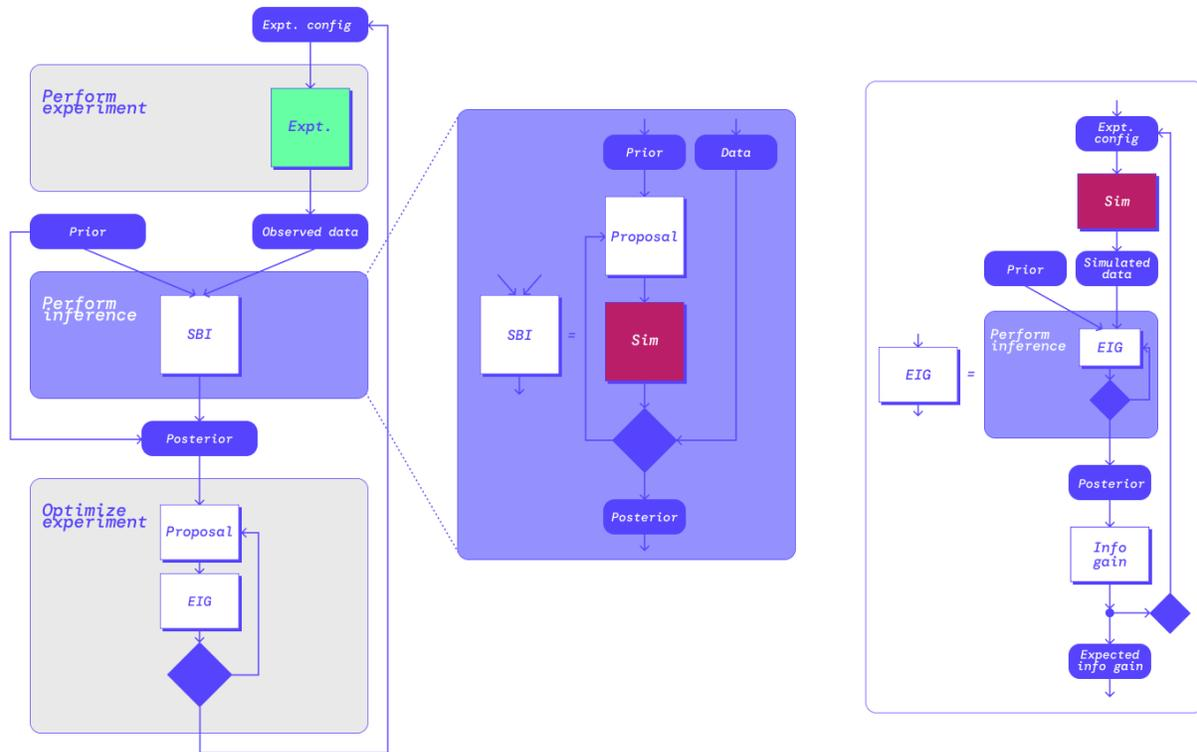 Expt. config
Perform
experiment
Expt.
Prior
Observed data
Perform
inference
SBI
Posterior
Optimize
experiment
Proposal
EIG
Prior
Data
Proposal
SBI
=
Sim
Posterior
Expt.
config
Sim
Prior
Simulated
data
Perform
inference
EIG
EIG
=
Posterior
Info
gain
Expected
info gain